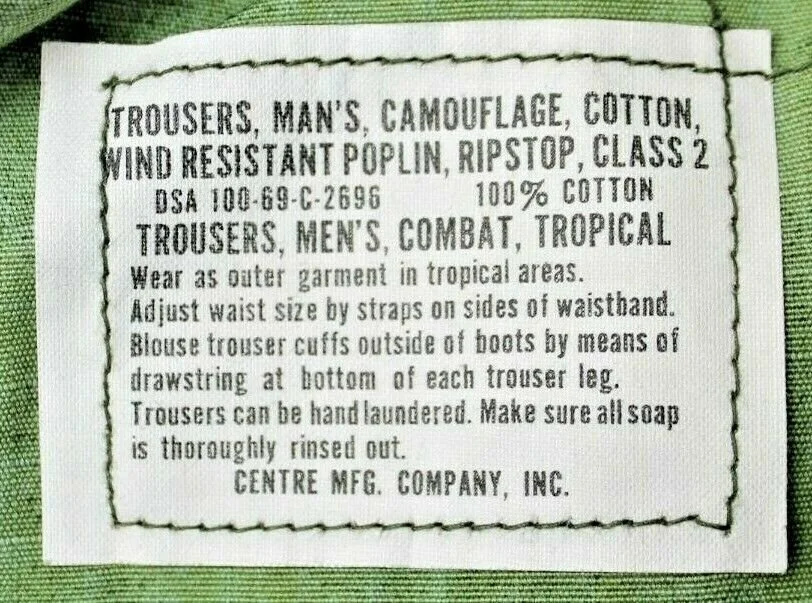 TROUSERS, MAN'S, CAMOUFLAGE, COTTON,
WIND RESISTANT POPLIN, RIPSTOP, CLASS 2
DSA 100-69-C-2696 100% COTTON
TROUSERS, MEN'S, COMBAT, TROPICAL
Wear as outer garment in tropical areas.
Adjust waist size by straps on sides of waistband.
Blouse trouser cuffs outside of boots by means of
drawstring at bottom of each trouser leg.
Trousers can be hand laundered. Make sure all soap
is thoroughly rinsed out.
CENTRE MFG. COMPANY, INC.